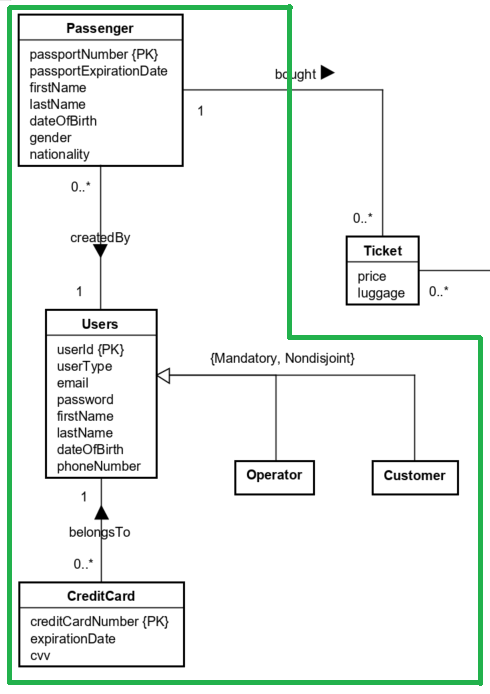 Passenger
passportNumber {PK}
passportExpirationDate
firstName
lastName
dateOfBirth
gender
nationality
bought
1
0..*
createdBy
0..*
Ticket
price
luggage
0..*
1
Users
userId {PK}
userType
email
password
firstName
lastName
dateOfBirth
phoneNumber
{Mandatory, Nondisjoint}
Operator
Customer
1
belongsTo
0..*
CreditCard
creditCardNumber {PK}
expirationDate
cvv